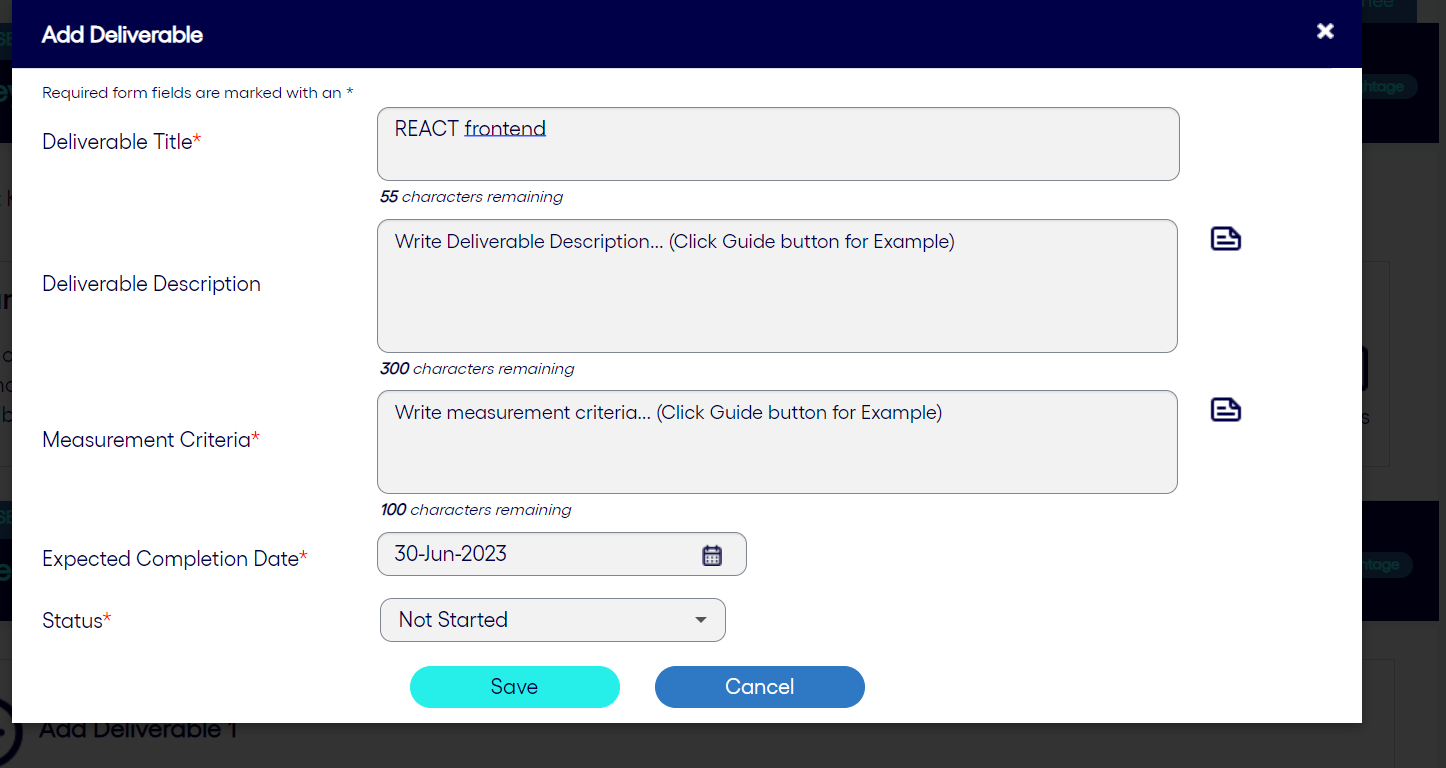 Add Deliverable
Required form fields are marked with an *
Deliverable Title*
REACT frontend
55 characters remaining
Deliverable Description
Write Deliverable Description... (Click Guide button for Example)
300 characters remaining
Measurement Criteria*
Write measurement criteria... (Click Guide button for Example)
100 characters remaining
Expected Completion Date*
30-Jun-2023
Status*
Not Started
Save
Cancel
Add Deliverable 1